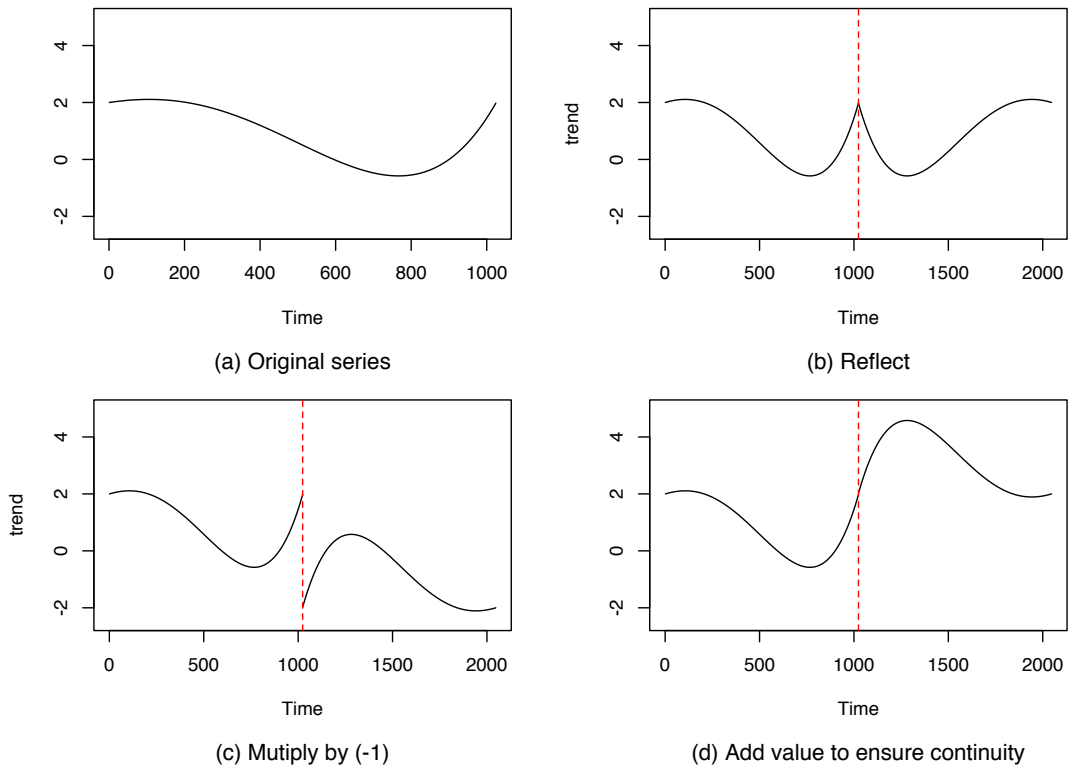 4
2
0
-2
0 200 400 600 800 1000
Time
(a) Original series
trend
4
2
0
-2
0 500 1000 1500 2000
Time
(b) Reflect
trend
4
2
0
-2
0 500 1000 1500 2000
Time
(c) Mutiply by (-1)
4
2
0
-2
0 500 1000 1500 2000
Time
(d) Add value to ensure continuity